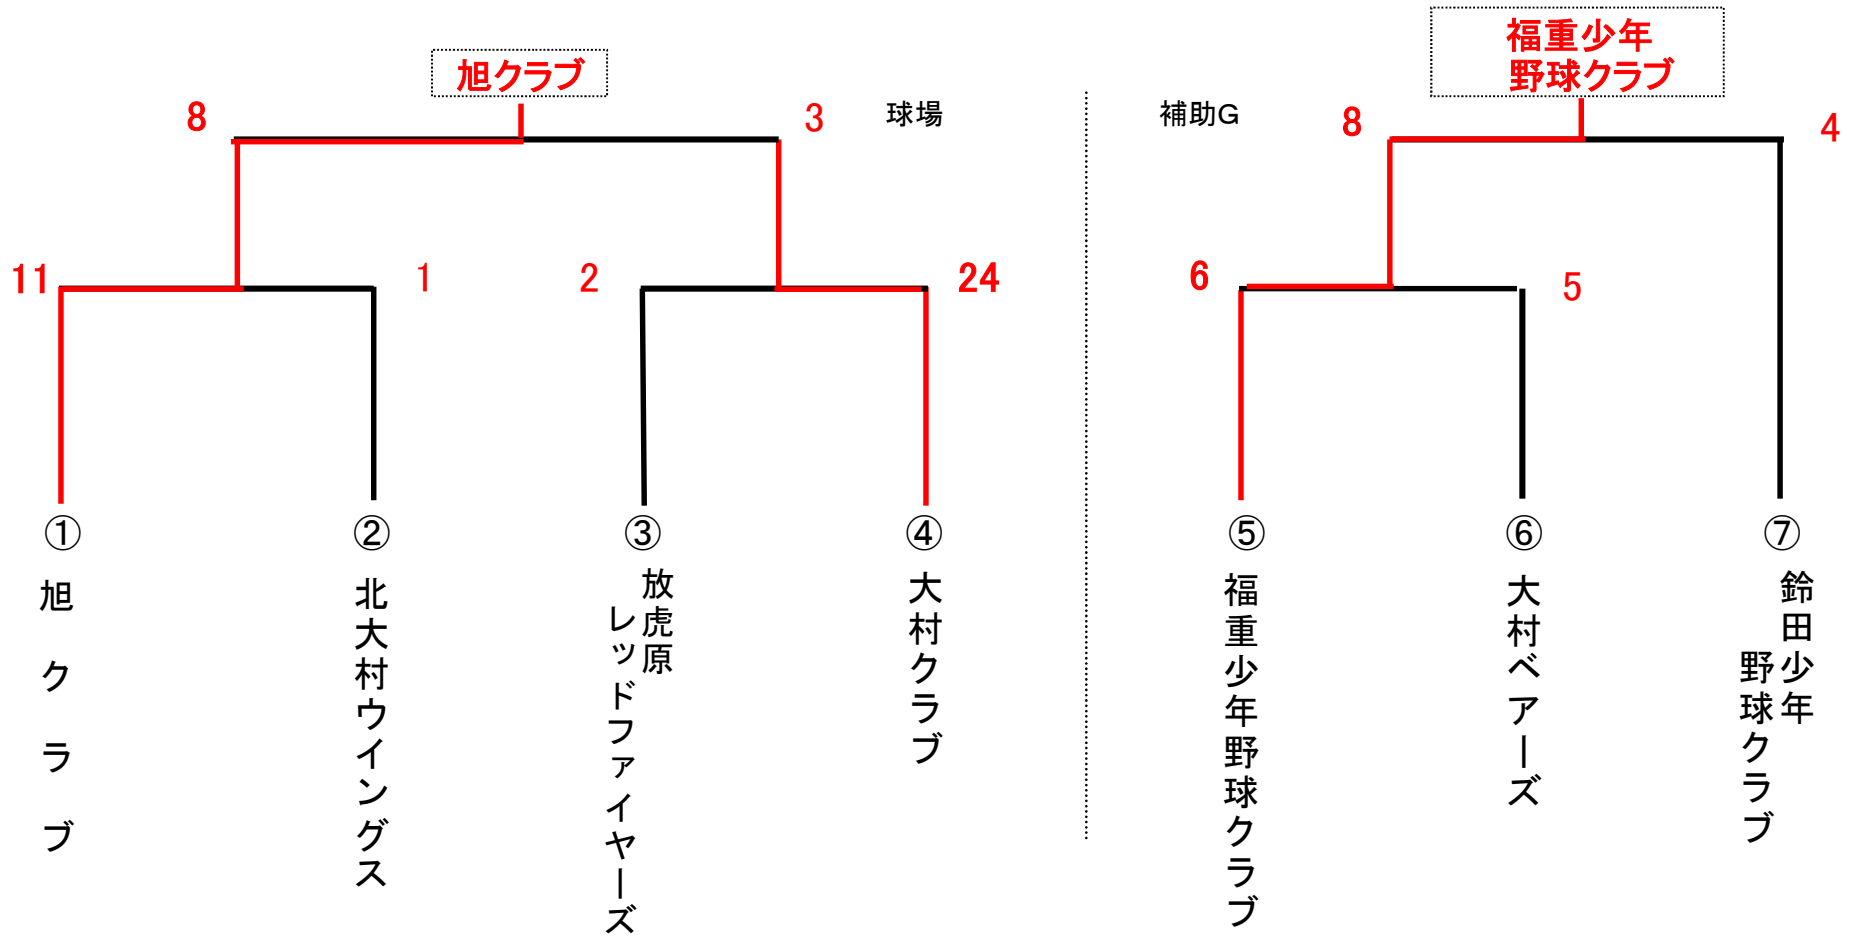 旭クラブ
福重少年
野球クラブ
8
3
球場
補助G
8
4
11
1
2
24
6
5
①
②
③
④
⑤
⑥
⑦
旭クラブ
北大村ウイングス
放虎原
レッドファイヤーズ
大村クラブ
福重少年野球クラブ
大村ベアーズ
鈴田少年
野球クラブ